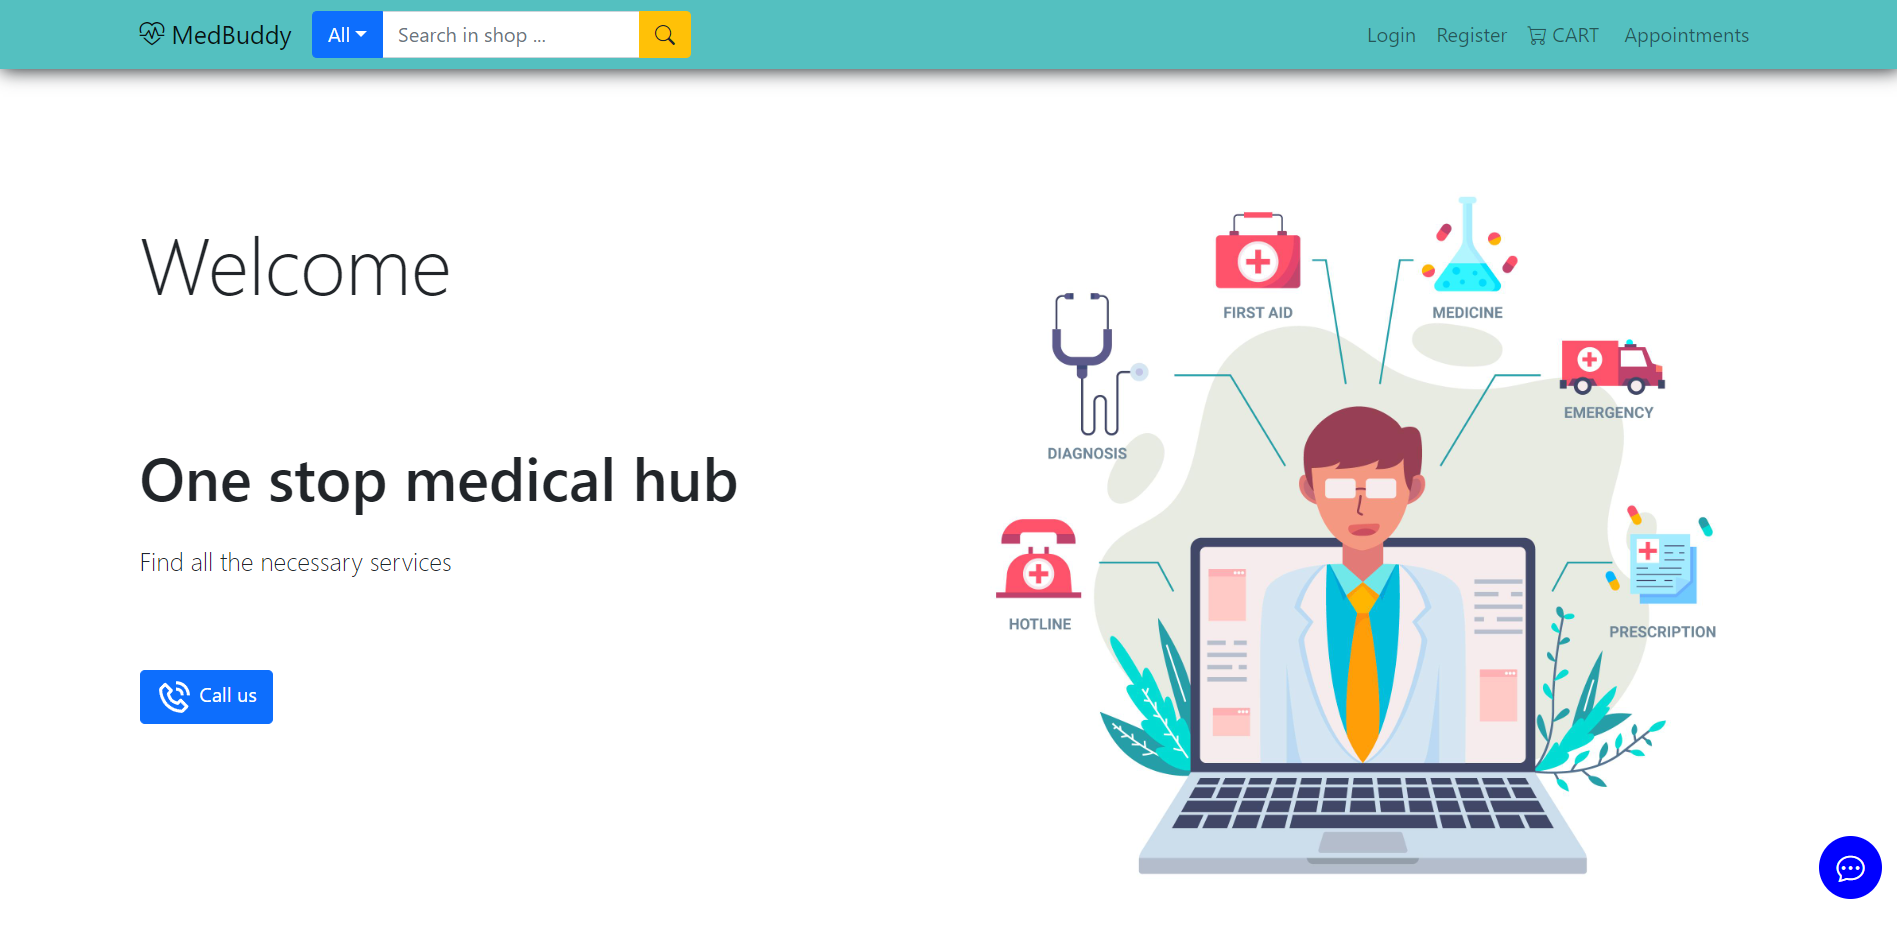 MedBuddy All Search in shop ... Login Register CART Appointments
Welcome
One stop medical hub
Find all the necessary services
Call us
FIRST AID
MEDICINE
DIAGNOSIS
EMERGENCY
HOTLINE
PRESCRIPTION